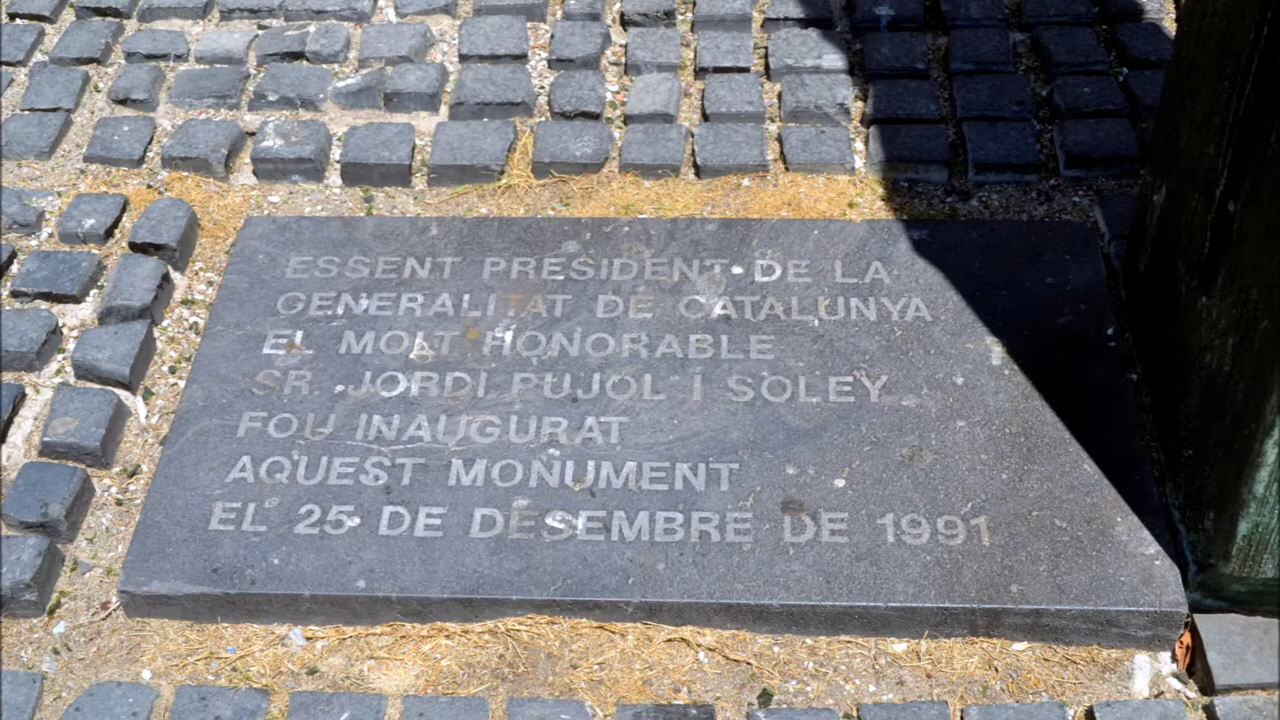 ESSENT PRESIDENT DE LA
GENERALITAT DE CATALUNYA
EL MOLT HONORABLE
SR. JORDI PUJOL I SOLEY
FOU INAUGURAT
AQUEST MONUMENT
EL 25 DE DESEMBRE DE 1991